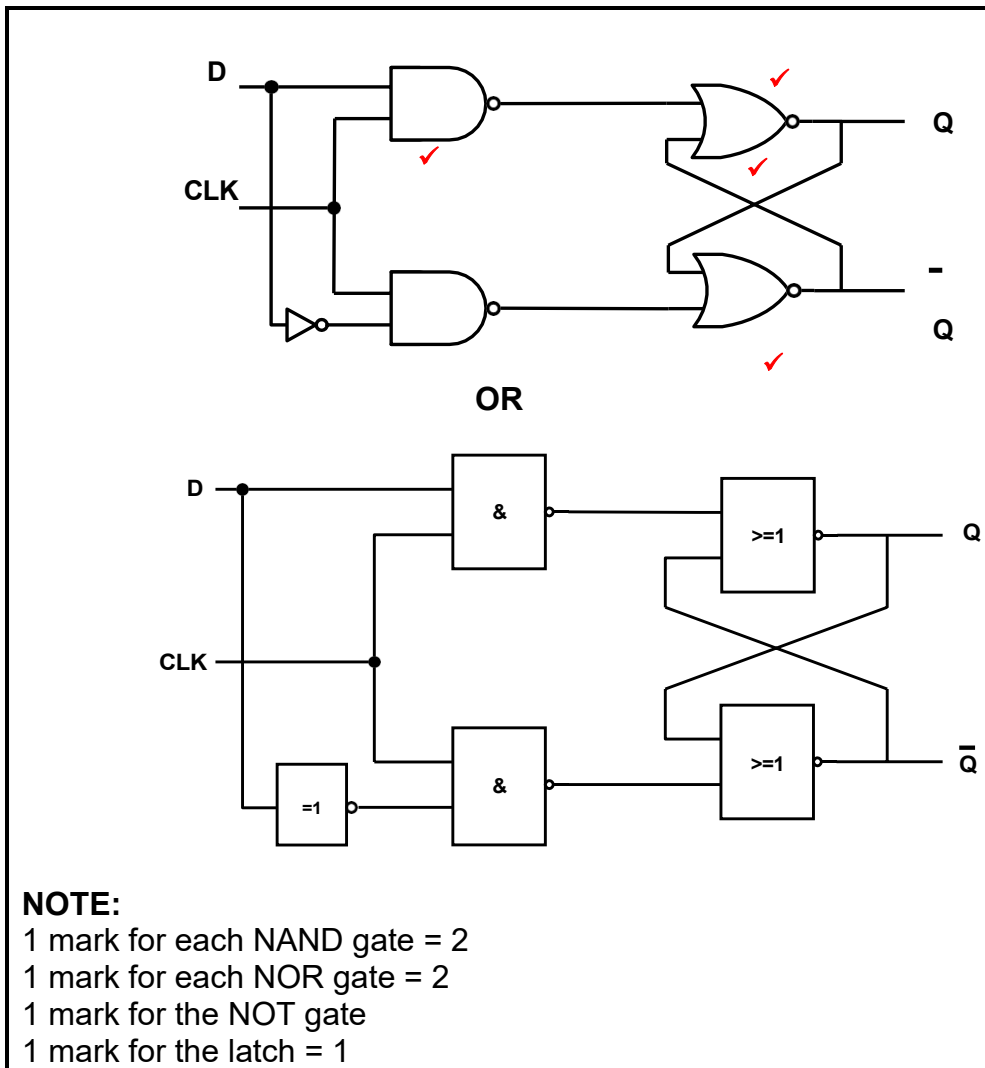 D
Q
CLK
-
Q
OR
D
&
>=1
Q
CLK
&
>=1
Q̅
=1
NOTE:
1 mark for each NAND gate = 2
1 mark for each NOR gate = 2
1 mark for the NOT gate
1 mark for the latch = 1